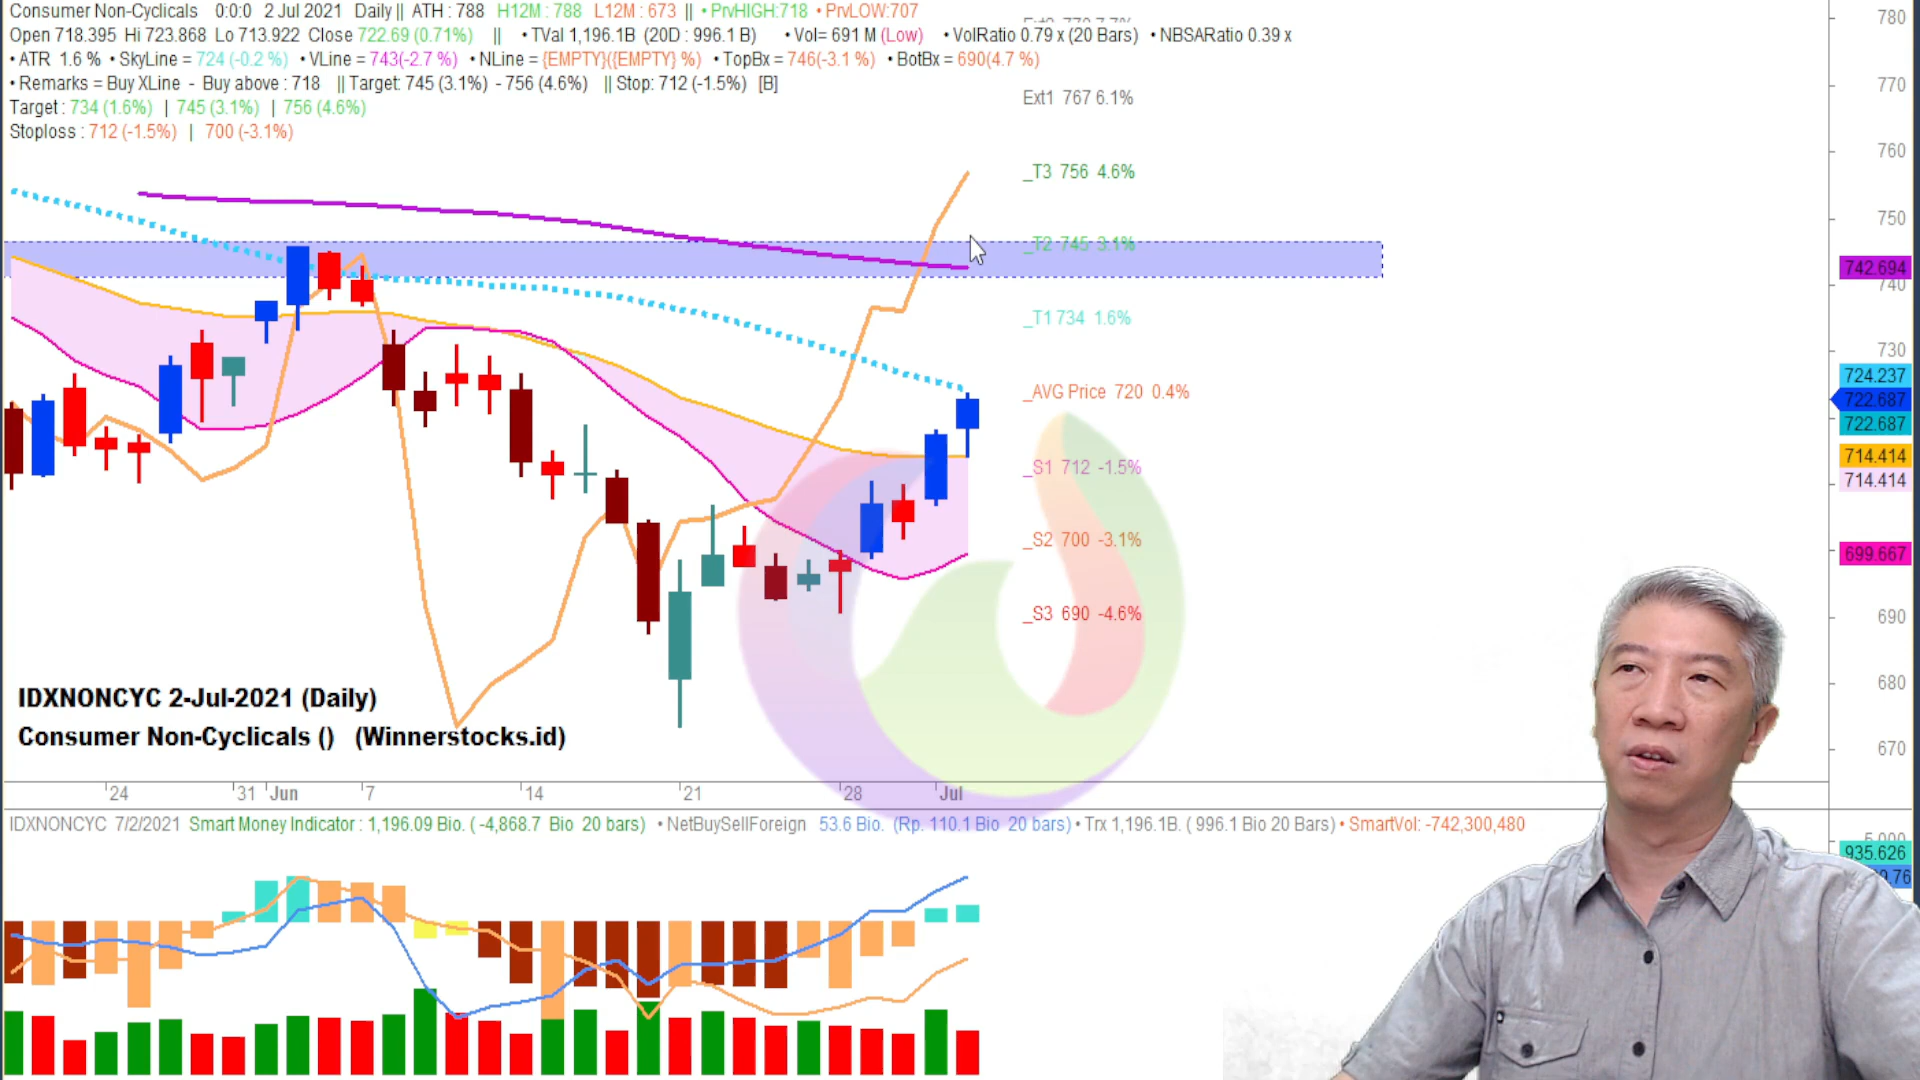 Consumer Non-Cyclicals 0:0:0 2 Jul 2021 Daily || ATH : 788 H12M : 788 L12M : 673 || • PrvHIGH:718 • PrvLOW:707
Open 718.395 Hi 723.868 Lo 713.922 Close 722.69 (0.71%) || • TVal 1,196.1B (20D : 996.1 B) • Vol= 691 M (Low) • VolRatio 0.79 x (20 Bars) • NBSARatio 0.39 x
• ATR 1.6 % • SkyLine = 724 (-0.2 %) • VLine = 743(-2.7 %) • NLine = {EMPTY}({EMPTY} %) • TopBx = 746(-3.1 %) • BotBx = 690(4.7 %)
• Remarks = Buy XLine - Buy above : 718 || Target: 745 (3.1%) - 756 (4.6%) || Stop: 712 (-1.5%) [B]
Target : 734 (1.6%) | 745 (3.1%) | 756 (4.6%)
Stoploss : 712 (-1.5%) | 700 (-3.1%)
Ext1 767 6.1%
_T3 756 4.6%
_T2 745 3.1%
_T1 734 1.6%
_AVG Price 720 0.4%
_S1 712 -1.5%
_S2 700 -3.1%
_S3 690 -4.6%
780
770
760
750
742.694
740
730
724.237
722.687
722.687
714.414
714.414
699.667
690
680
670
IDXNONCYC 2-Jul-2021 (Daily)
Consumer Non-Cyclicals () (Winnerstocks.id)
24 31 Jun 7 14 21 28 Jul
IDXNONCYC 7/2/2021 Smart Money Indicator : 1,196.09 Bio. ( -4,868.7 Bio 20 bars) • NetBuySellForeign 53.6 Bio. (Rp. 110.1 Bio 20 bars) • Trx 1,196.1B. ( 996.1 Bio 20 Bars) • SmartVol: -742,300,480
935.626